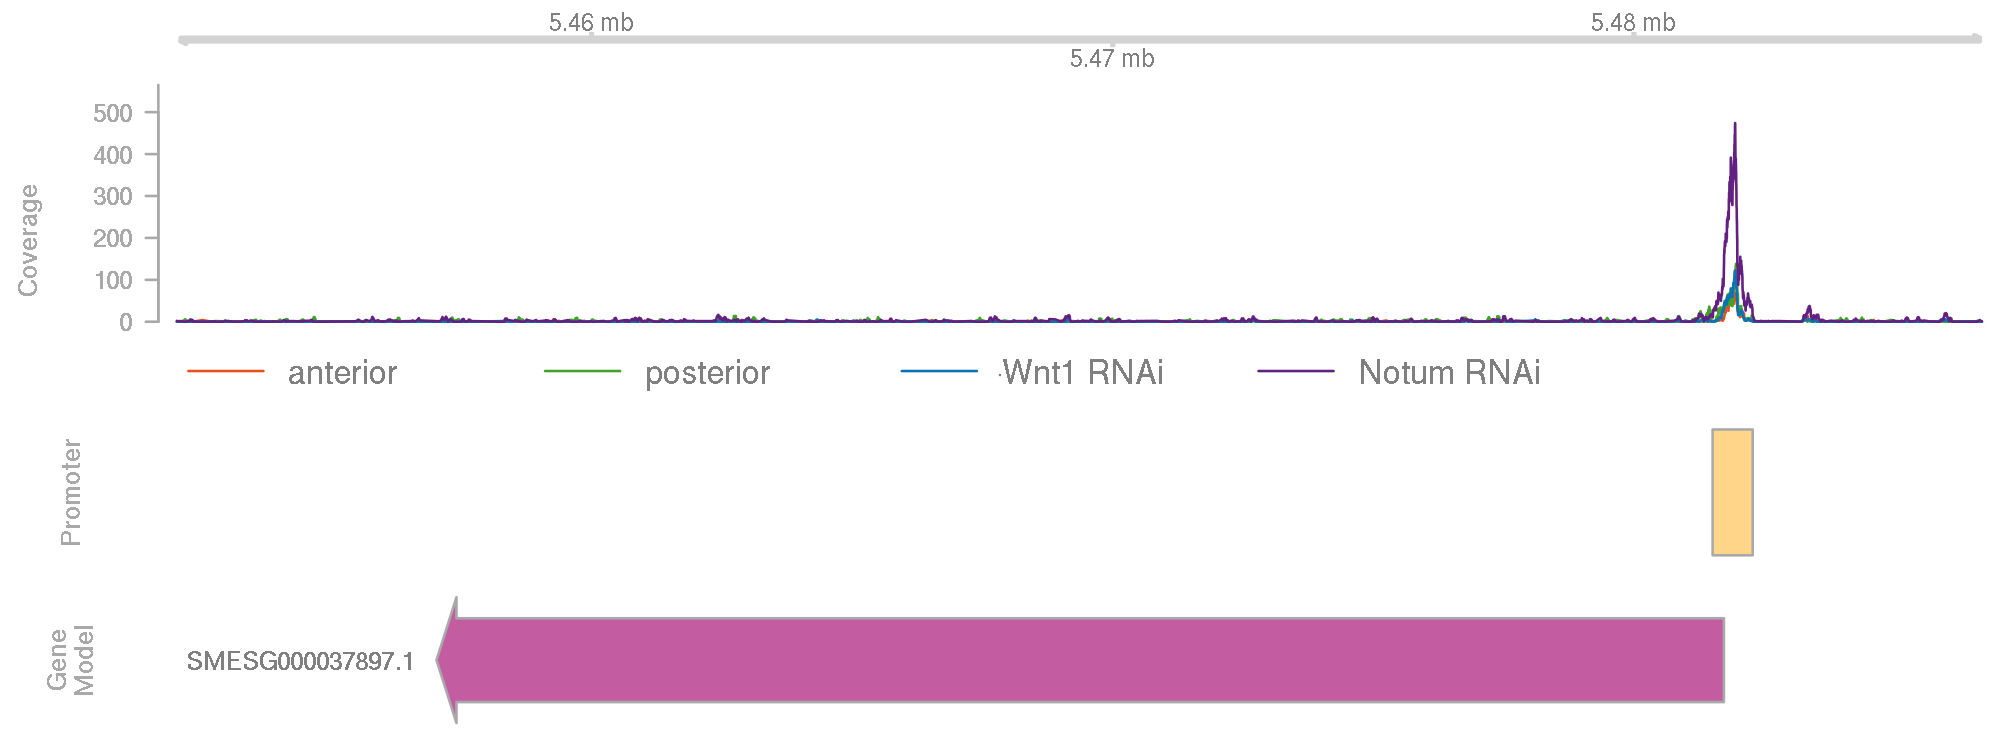 5.46 mb
5.48 mb
5.47 mb
500
400
300
200
100
0
Coverage
anterior posterior Wnt1 RNAi Notum RNAi
Promoter
Gene
Model
SMESG000037897.1